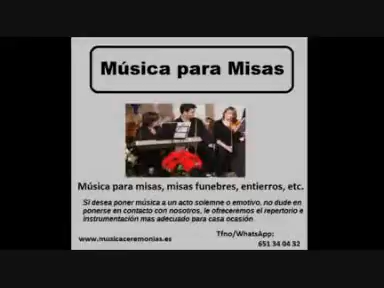 Música para Misas
Música para misas, misas funebres, entierros, etc.
Si desea poner música a un acto solemne o emotivo, no dude en
ponerse en contacto con nosotros, le ofreceremos el repertorio e
instrumentación mas adecuado para casa ocasión.
Tfno/WhatsApp:
www.musicaceremonias.es
651 34 04 32